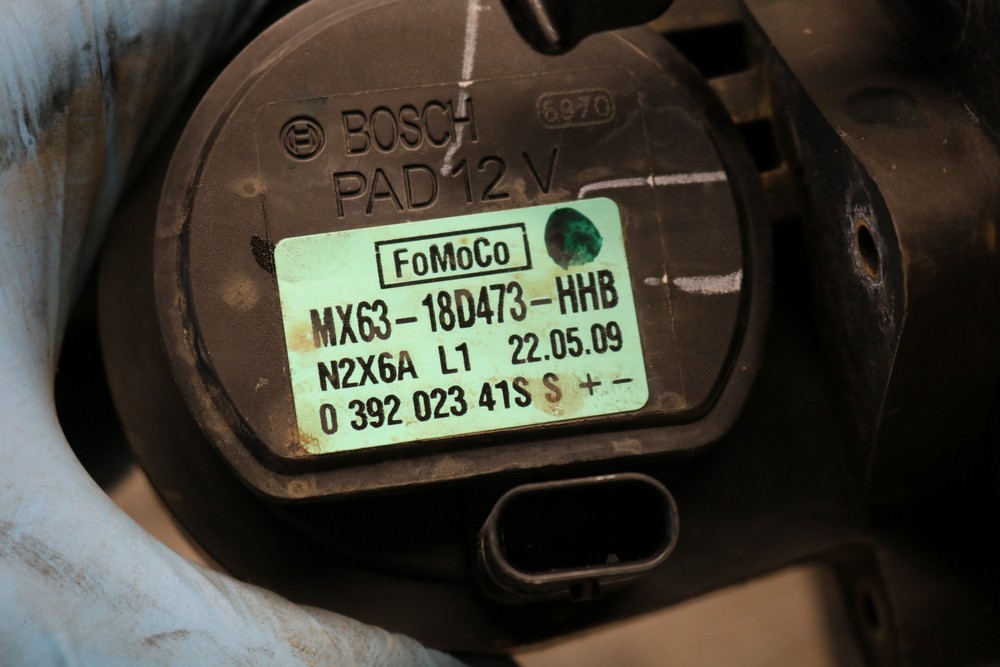 BOSCH 6970
PAD 12 V
FoMoCo
MX63-18D473-HHB
N2X6A L1 22.05.09
0 392 023 41S S + -